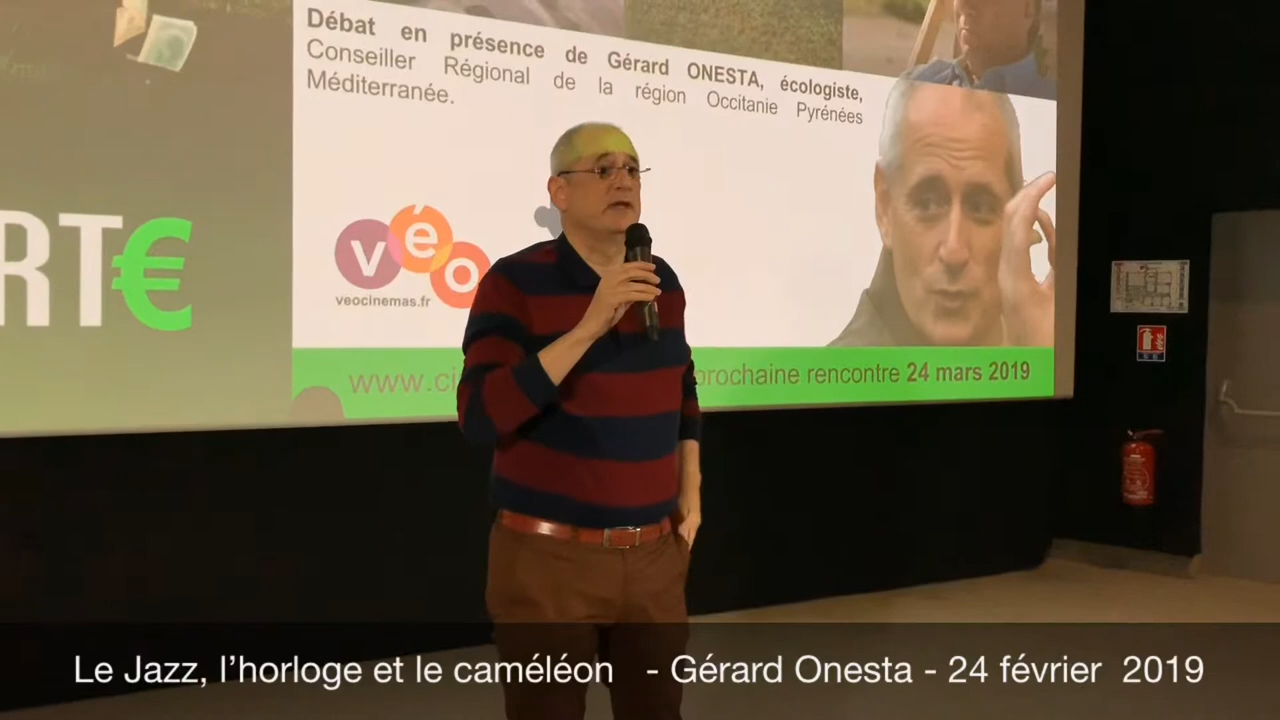 Débat en présence de Gérard ONESTA, écologiste,
Conseiller Régional de la région Occitanie Pyrénées
Méditerranée.
RT€
véo
veocinemas.fr
www.ci
prochaine rencontre 24 mars 2019
Le Jazz, l'horloge et le caméléon - Gérard Onesta - 24 février 2019